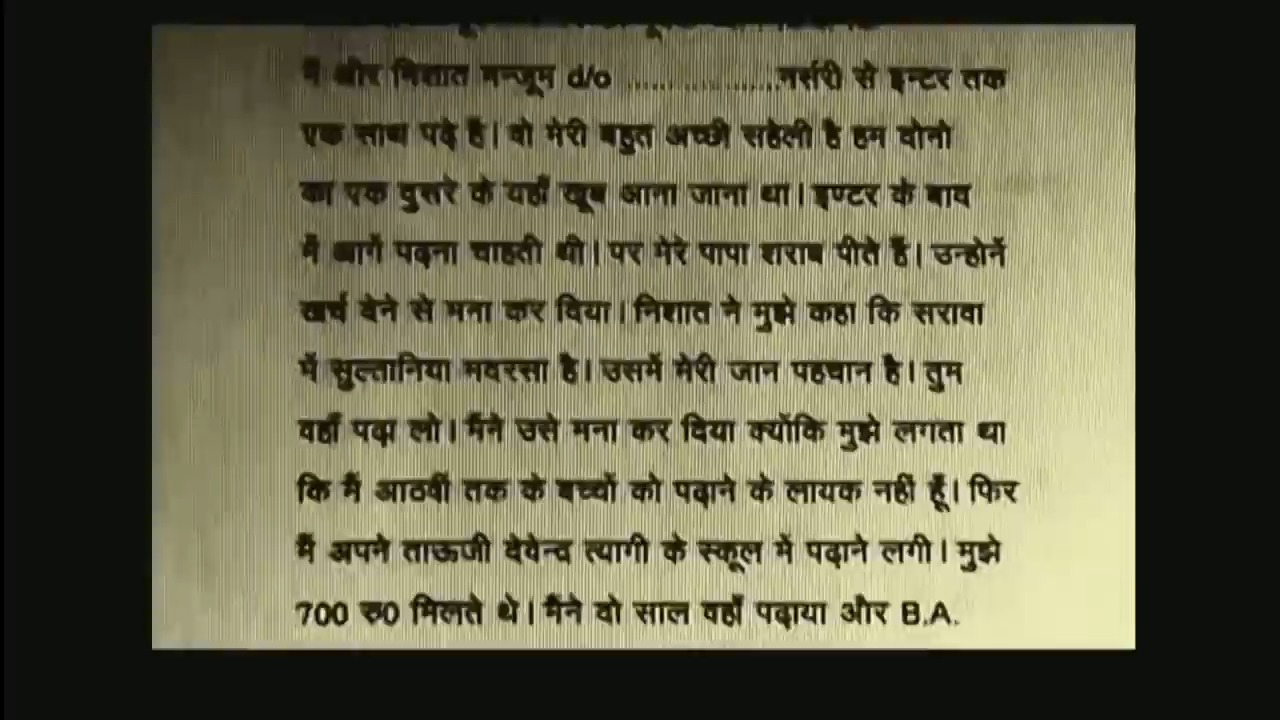 मैं और निशात मन्जूम d/o ...................नर्सरी से इन्टर तक
एक साथ पढ़े है। वो मेरी बहुत अच्छी सहेली है हम दोनो
का एक दुसरे के यहाँ खूब आना जाना था। इण्टर के बाद
मैं आगें पढ़ना चाहती थी। पर मेरे पापा शराब पीते हैं। उन्होनें
खर्च देने से मना कर दिया। निशात ने मुझे कहा कि सरावा
में सुल्तानिया मदरसा है। उसमें मेरी जान पहचान है। तुम
वहाँ पढ़ा लो। मैंने उसे मना कर दिया क्योंकि मुझे लगता था
कि मैं आठवीं तक के बच्चों को पढ़ाने के लायक नहीं हूँ। फिर
मैं अपने ताऊजी देवेन्द्र त्यागी के स्कूल में पढ़ाने लगी। मुझे
700 रु0 मिलते थे। मैंने दो साल वहाँ पढ़ाया और B.A.